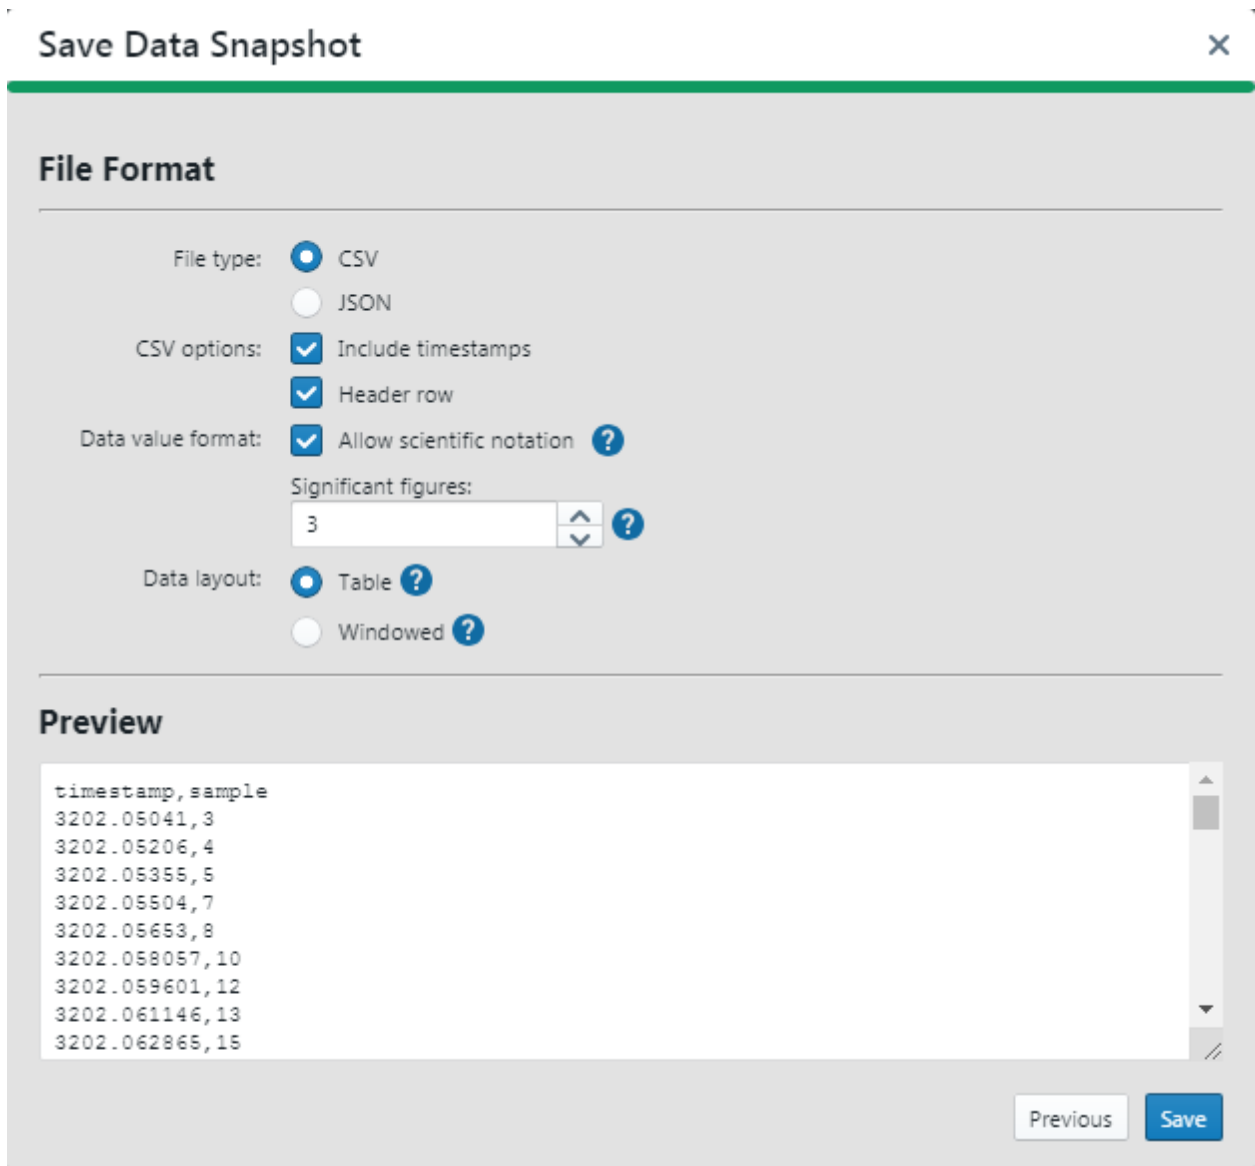 Save Data Snapshot
File Format
File type:
CSV
JSON
CSV options:
Include timestamps
Header row
Data value format:
Allow scientific notation ?
Significant figures:
3 ?
Data layout:
Table ?
Windowed ?
Preview
timestamp,sample
3202.05041,3
3202.05206,4
3202.05355,5
3202.05504,7
3202.05653,8
3202.058057,10
3202.059601,12
3202.061146,13
3202.062865,15
Previous
Save